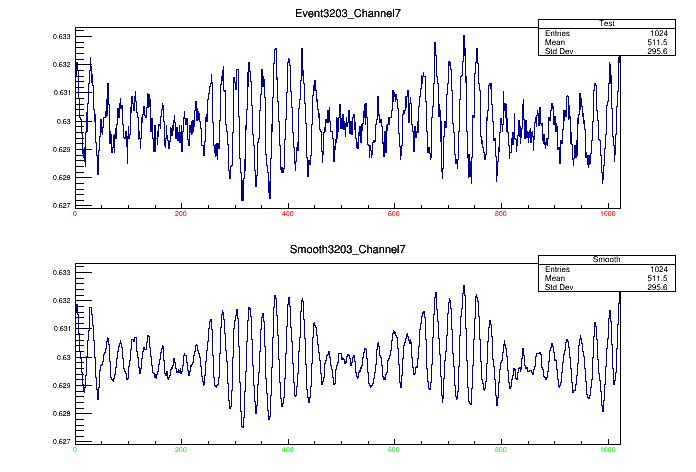 Event3203_Channel7
Test
Entries 1024
Mean 511.5
Std Dev 295.6
0.633
0.632
0.631
0.63
0.629
0.628
0.627
0 200 400 600 800 1000
Smooth3203_Channel7
Smooth
Entries 1024
Mean 511.5
Std Dev 295.6
0.633
0.632
0.631
0.63
0.629
0.628
0.627
0 200 400 600 800 1000